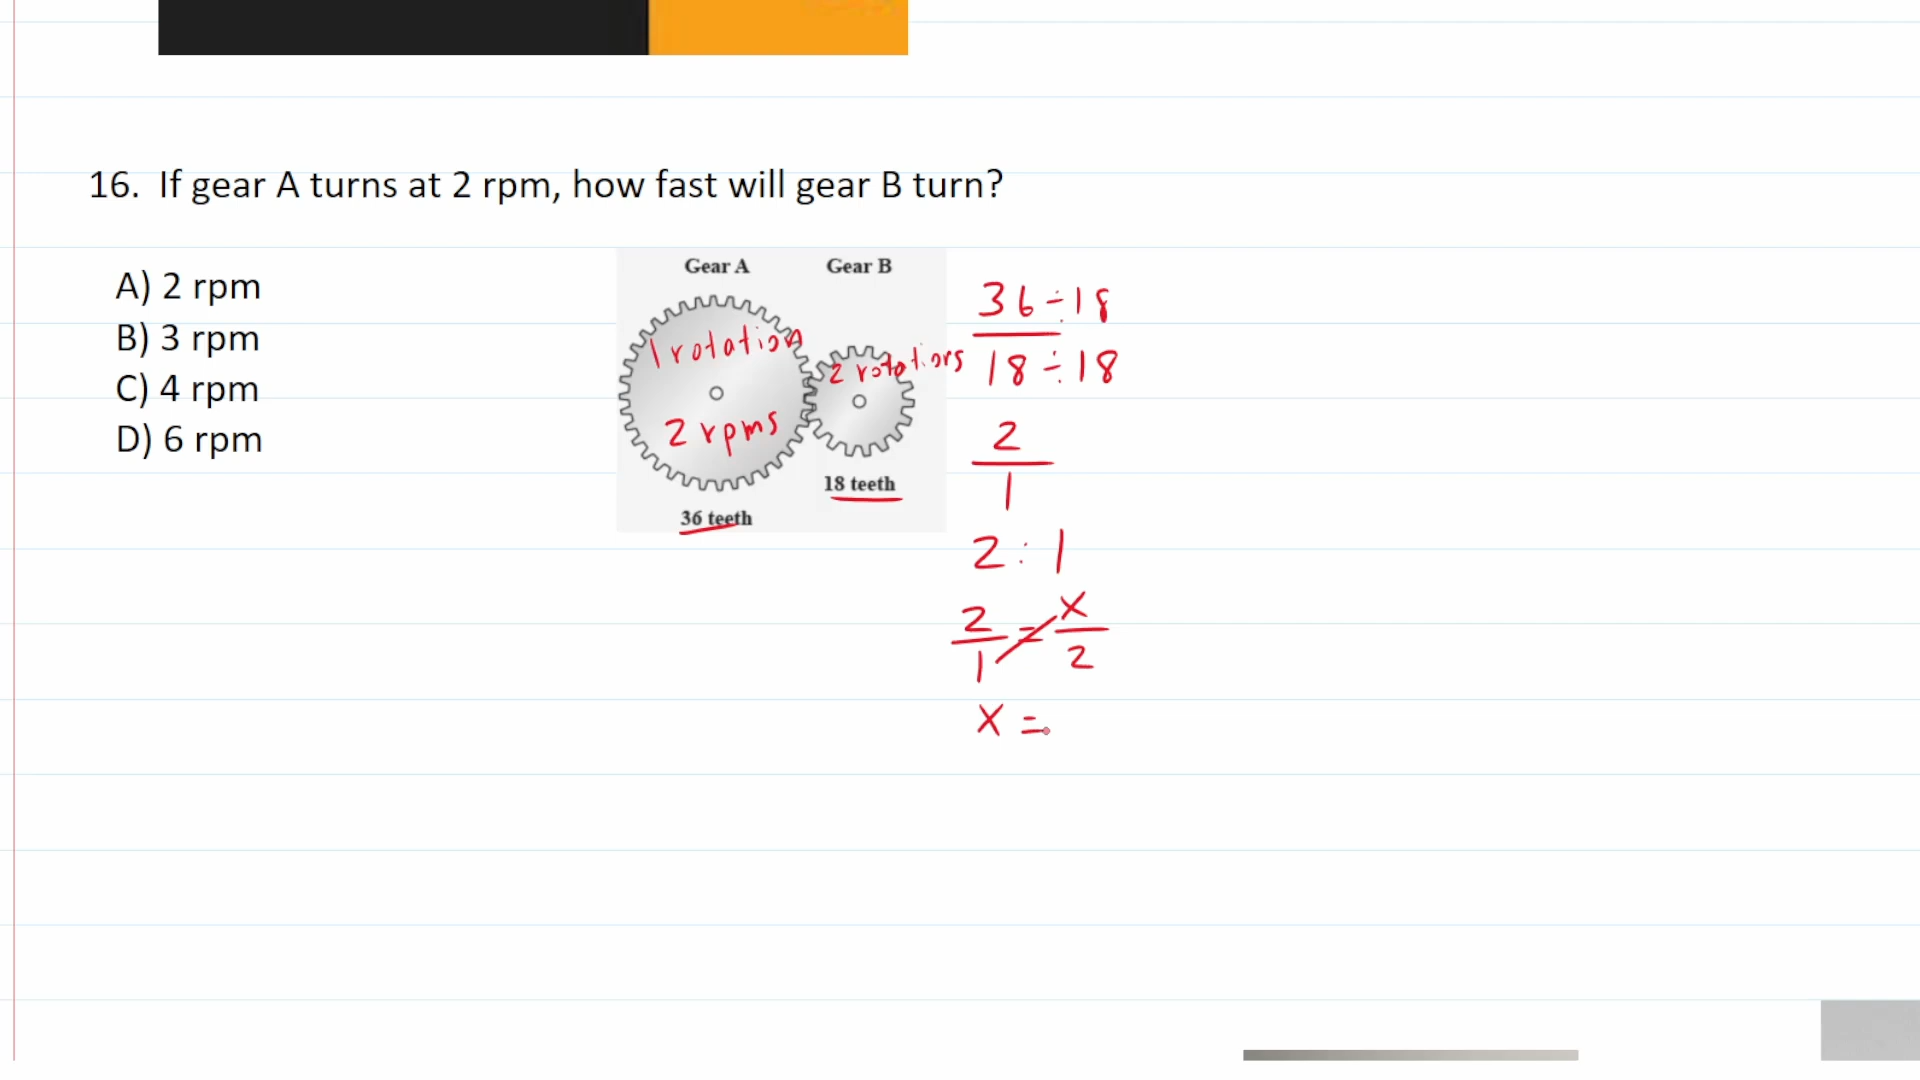 16. If gear A turns at 2 rpm, how fast will gear B turn?
A) 2 rpm
B) 3 rpm
C) 4 rpm
D) 6 rpm
Gear A
Gear B
1 rotation
2 rotations
2 rpms
18 teeth
36 teeth
36 ÷ 18
18 ÷ 18
2
1
2 : 1
2/1 = x/2
x =